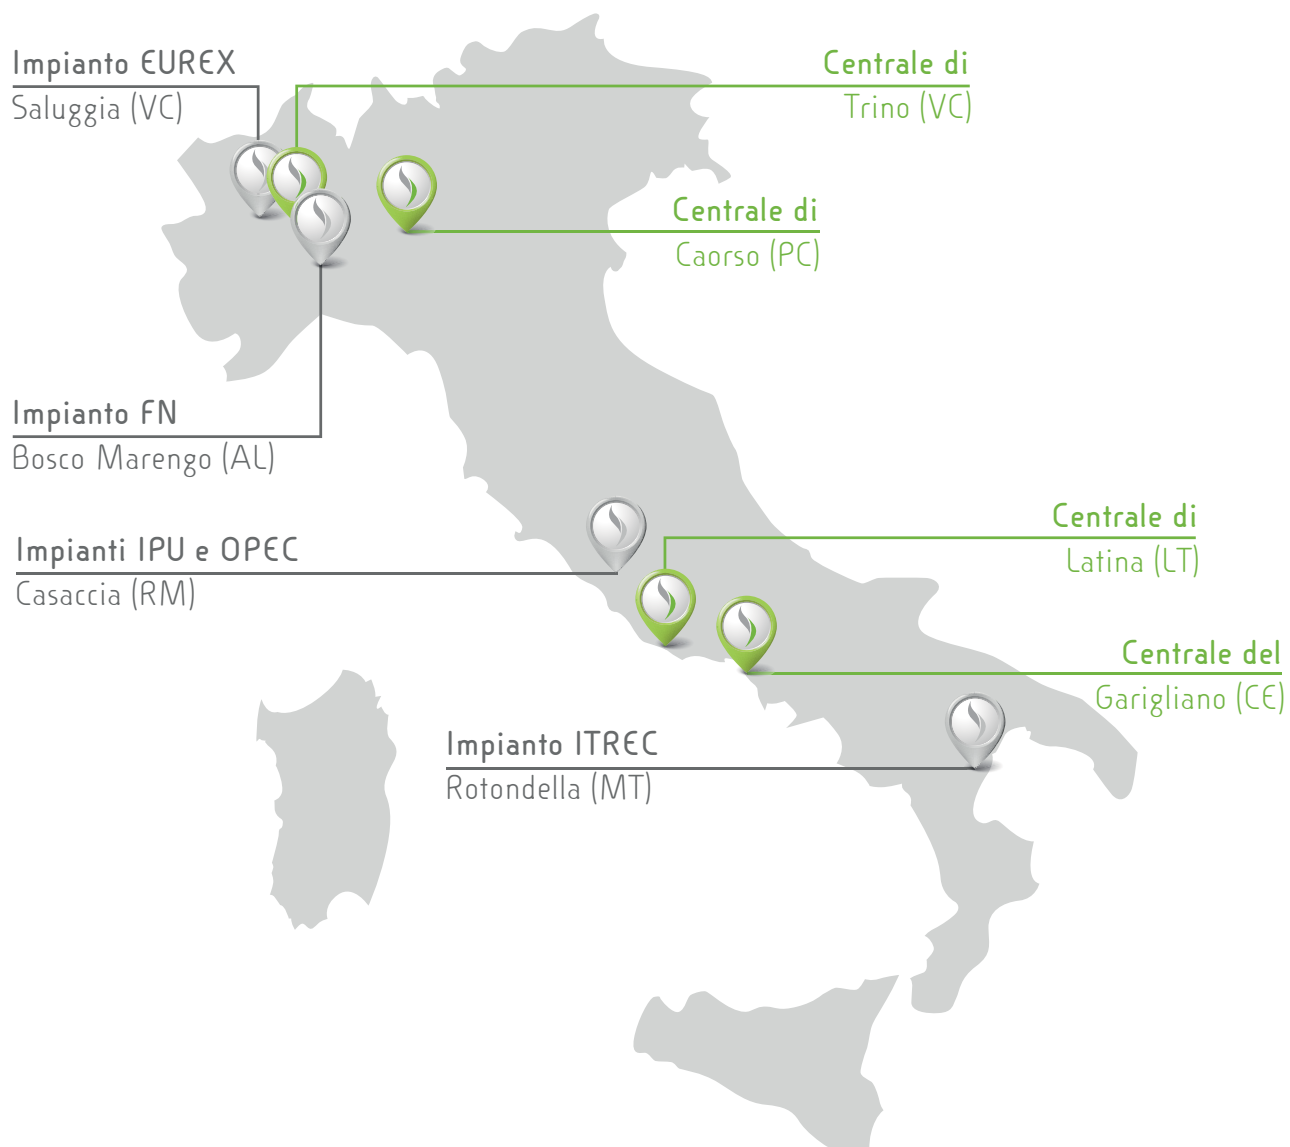 Impianto EUREX
Saluggia (VC)
Centrale di
Trino (VC)
Centrale di
Caorso (PC)
Impianto FN
Bosco Marengo (AL)
Centrale di
Latina (LT)
Impianti IPU e OPEC
Casaccia (RM)
Centrale del
Garigliano (CE)
Impianto ITREC
Rotondella (MT)